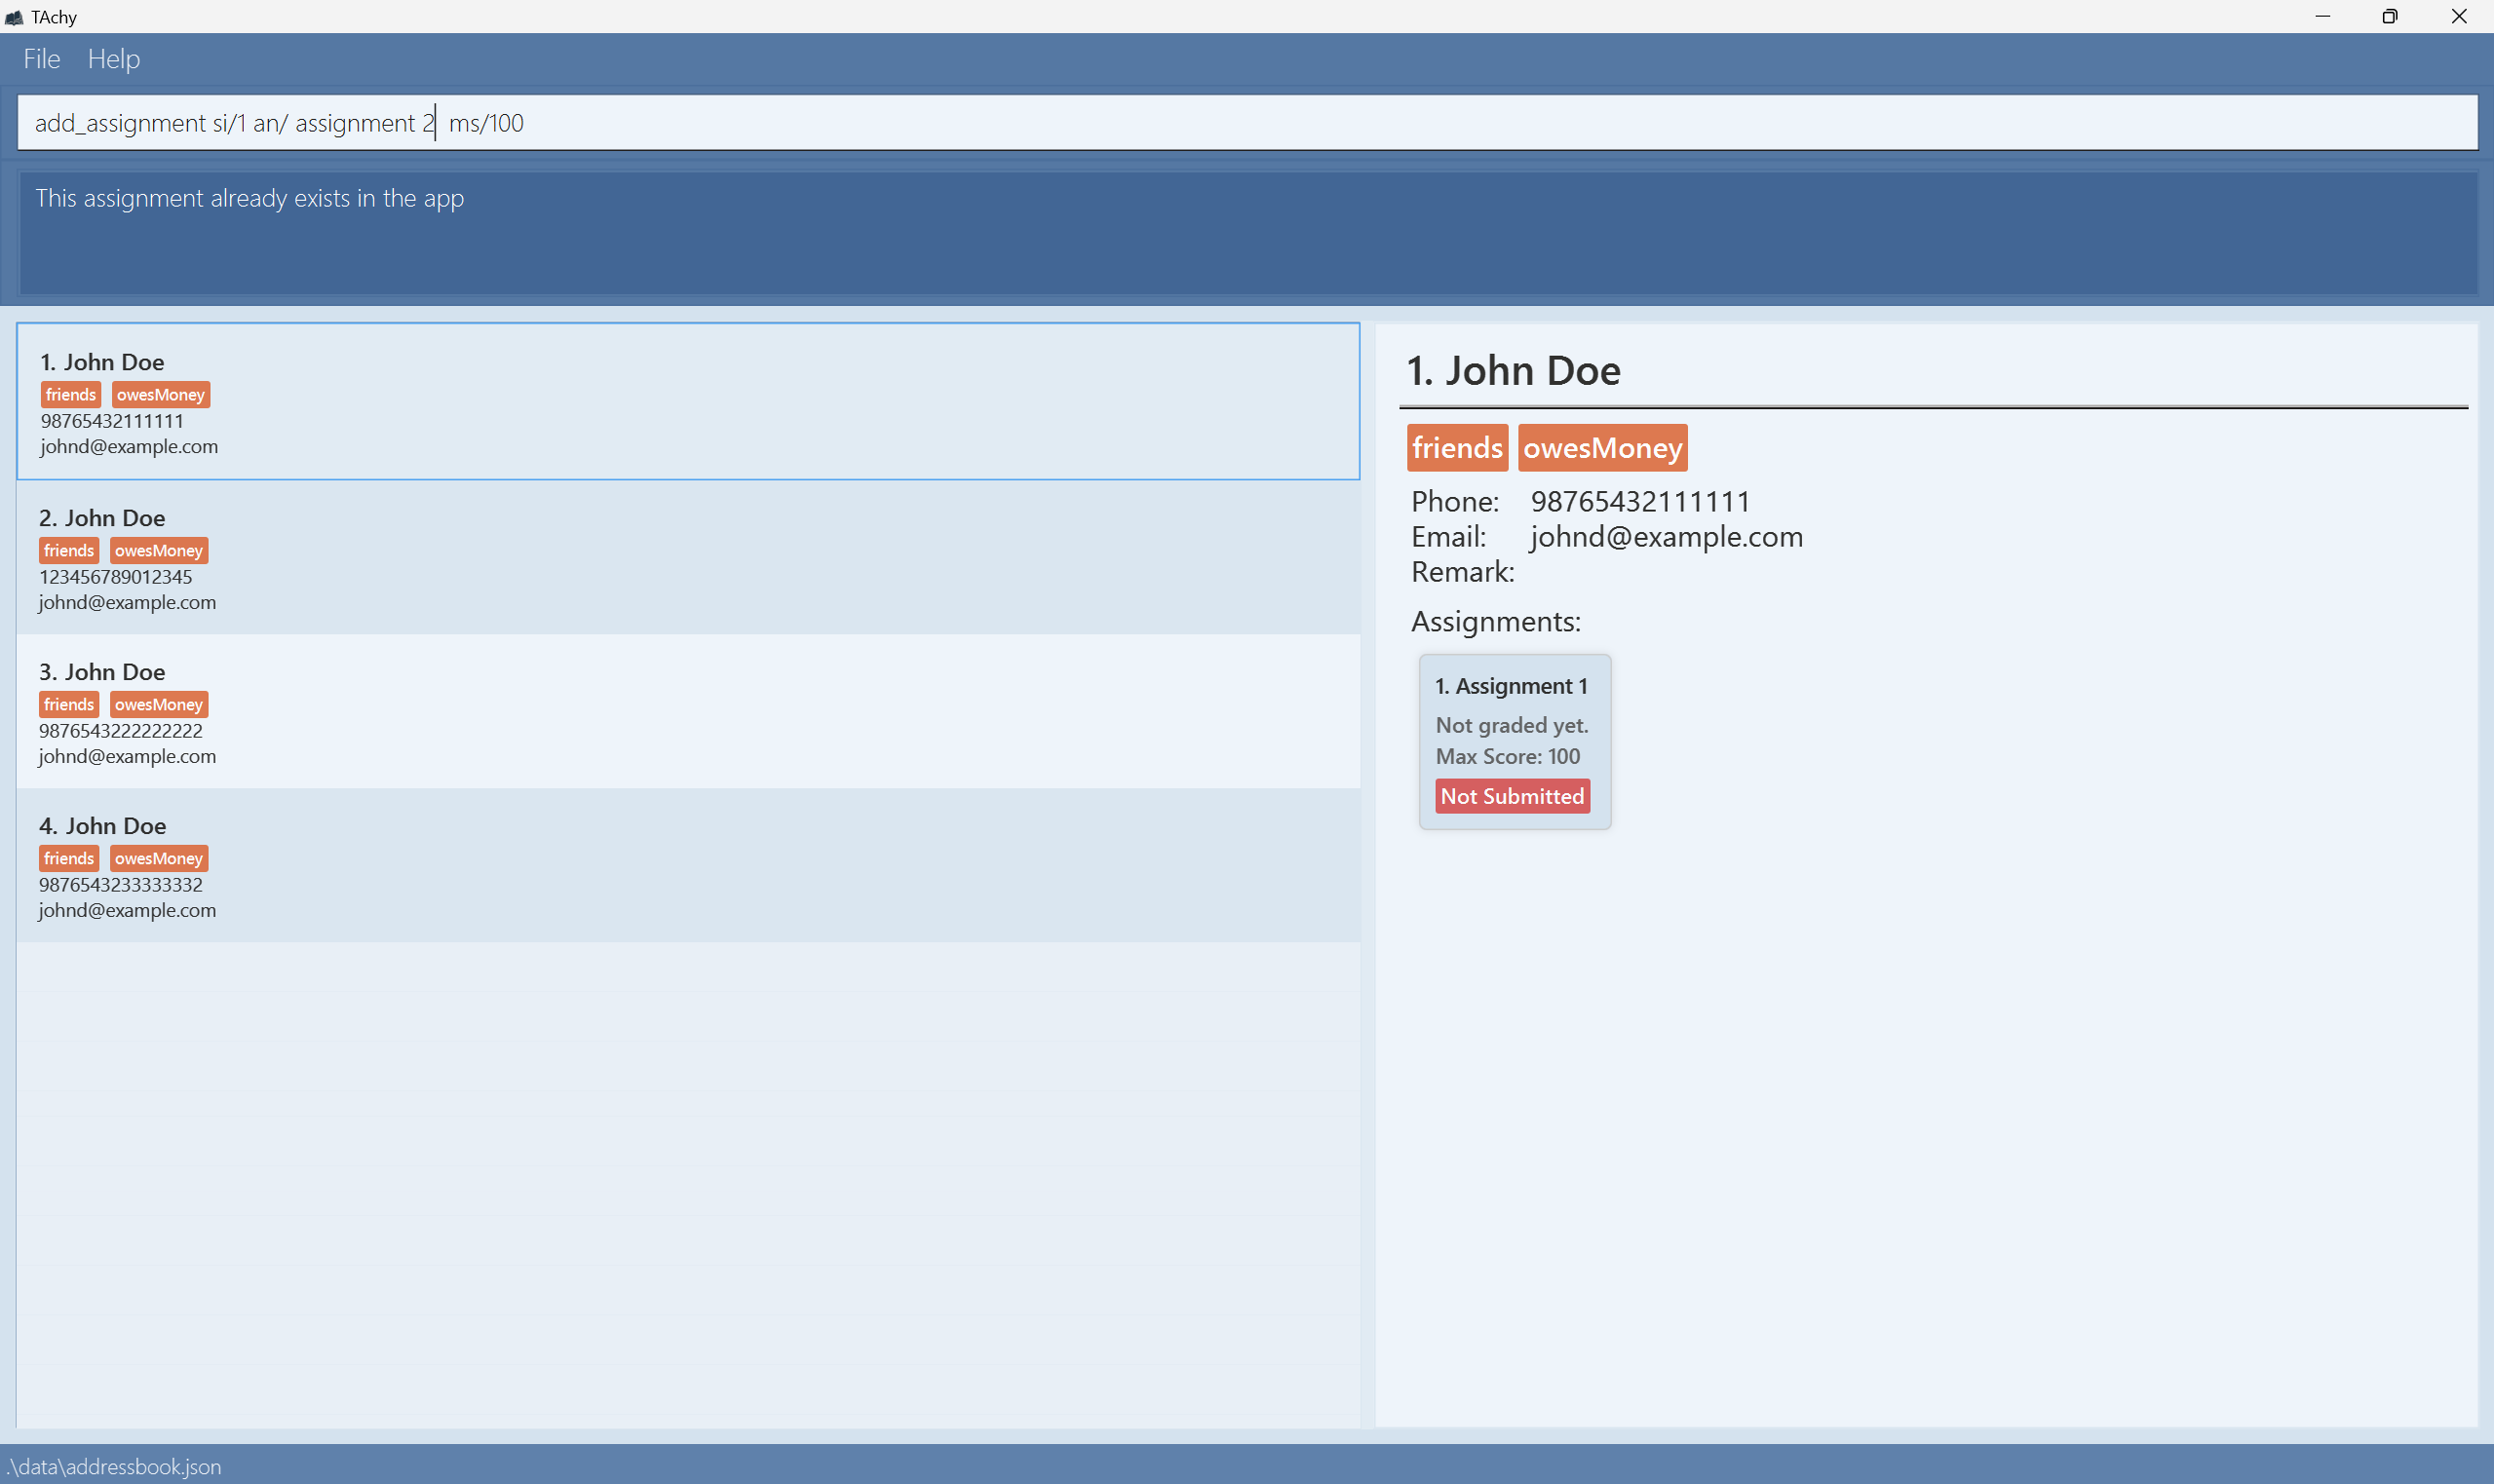 TAchy
File Help
add_assignment si/1 an/ assignment 2  ms/100
This assignment already exists in the app
1. John Doe
friends owesMoney
98765432111111
johnd@example.com
2. John Doe
friends owesMoney
123456789012345
johnd@example.com
3. John Doe
friends owesMoney
9876543222222222
johnd@example.com
4. John Doe
friends owesMoney
9876543233333332
johnd@example.com
1. John Doe
friends owesMoney
Phone: 98765432111111
Email: johnd@example.com
Remark:
Assignments:
1. Assignment 1
Not graded yet.
Max Score: 100
Not Submitted
.\data\addressbook.json